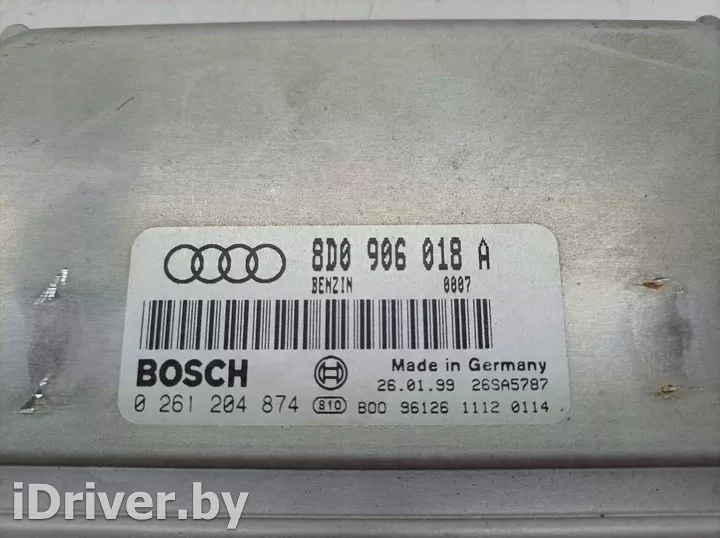 8D0 906 018 A
BENZIN 0007
BOSCH Made in Germany
26.01.99 26SA5787
0 261 204 874 810 B00 96126 1112 0114
iDriver.by